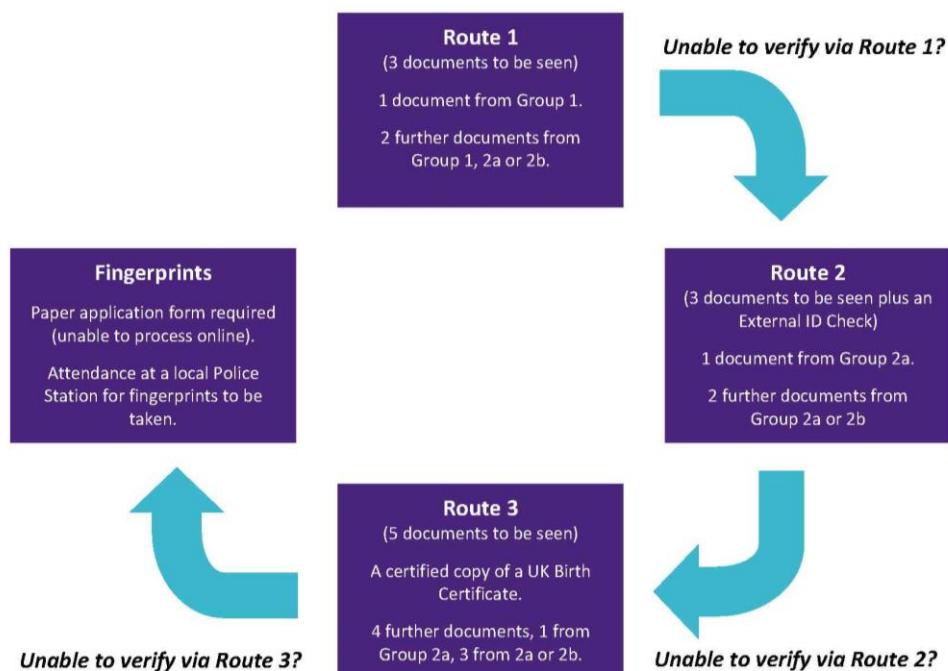 Route 1
(3 documents to be seen)
1 document from Group 1.
2 further documents from
Group 1, 2a or 2b.
Unable to verify via Route 1?
Route 2
(3 documents to be seen plus an
External ID Check)
1 document from Group 2a.
2 further documents from
Group 2a or 2b
Unable to verify via Route 2?
Route 3
(5 documents to be seen)
A certified copy of a UK Birth
Certificate.
4 further documents, 1 from
Group 2a, 3 from 2a or 2b.
Unable to verify via Route 3?
Fingerprints
Paper application form required
(unable to process online).
Attendance at a local Police
Station for fingerprints to be
taken.